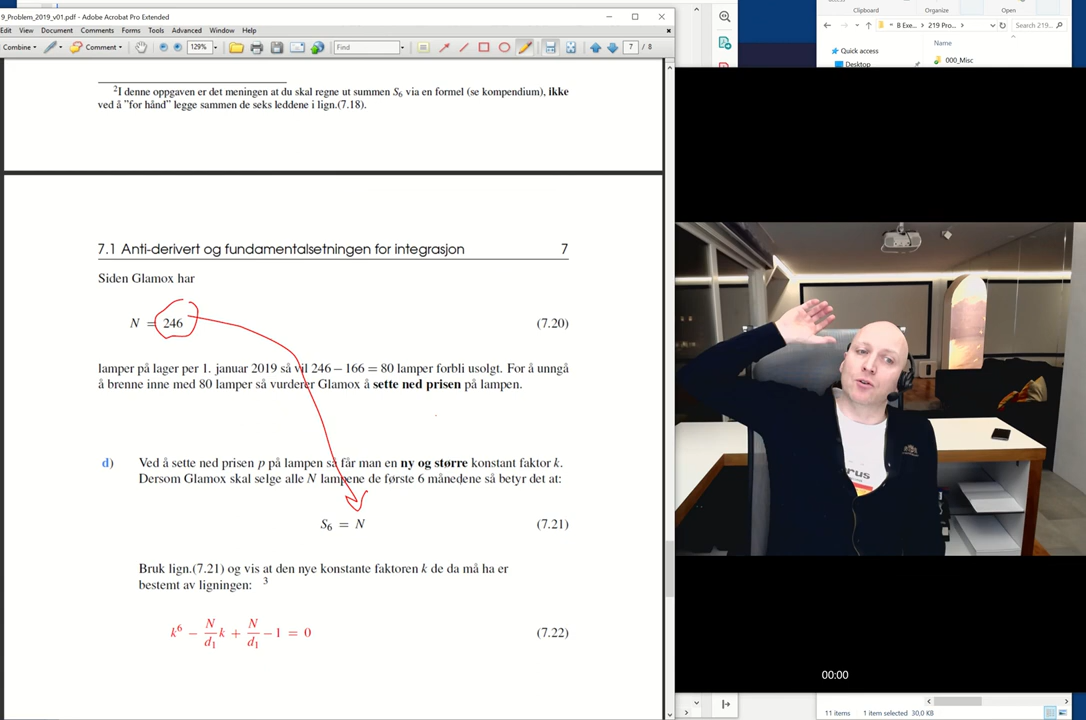 9_Problem_2019_v01.pdf - Adobe Acrobat Pro Extended
Edit View Document Comments Forms Tools Advanced Window Help
Combine Comment 129% Find 7 / 8
²I denne oppgaven er det meningen at du skal regne ut summen S₆ via en formel (se kompendium), ikke
ved å ”for hånd” legge sammen de seks leddene i lign.(7.18).
7.1 Anti-derivert og fundamentalsetningen for integrasjon 7
Siden Glamox har
N = 246 (7.20)
lamper på lager per 1. januar 2019 så vil 246 − 166 = 80 lamper forbli usolgt. For å unngå
å brenne inne med 80 lamper så vurderer Glamox å sette ned prisen på lampen.
d) Ved å sette ned prisen p på lampen så får man en ny og større konstant faktor k.
Dersom Glamox skal selge alle N lampene de første 6 månedene så betyr det at:
S₆ = N (7.21)
Bruk lign.(7.21) og vis at den nye konstante faktoren k de da må ha er
bestemt av ligningen: ³
k⁶ − N/d₁ k + N/d₁ − 1 = 0 (7.22)
Clipboard Organize New Open
B Exe... 219 Pro... Search 219...
Quick access
Desktop
Name
000_Misc
00:00
11 items 1 item selected 30,0 KB